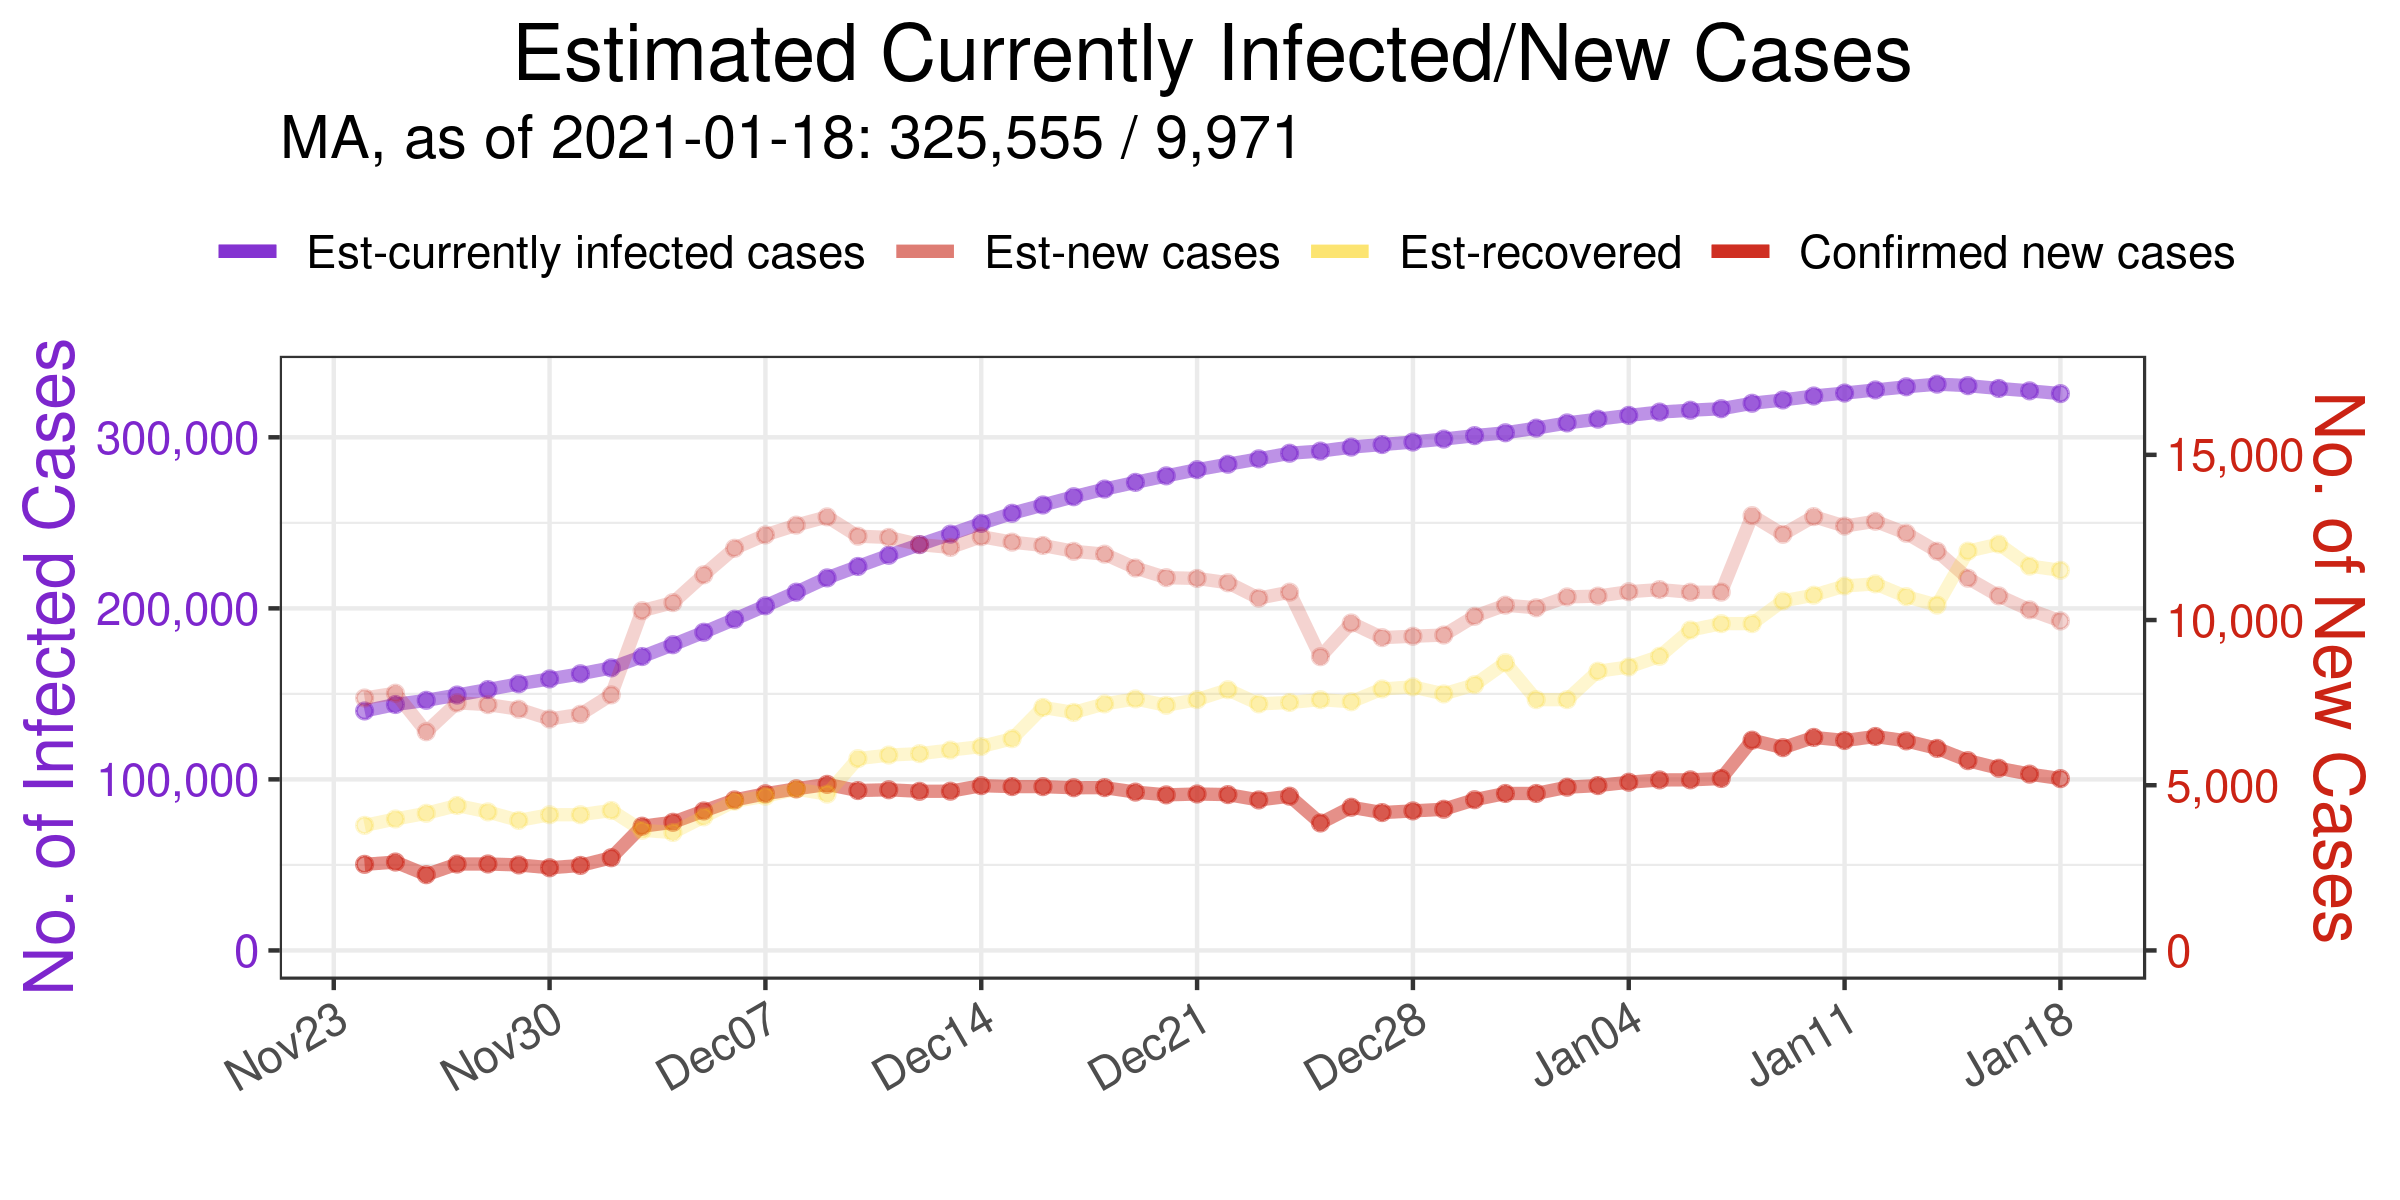 Estimated Currently Infected/New Cases
MA, as of 2021-01-18: 325,555 / 9,971
Est-currently infected cases Est-new cases Est-recovered Confirmed new cases
No. of Infected Cases
300,000
200,000
100,000
0
15,000
10,000
5,000
0
No. of New Cases
Nov23 Nov30 Dec07 Dec14 Dec21 Dec28 Jan04 Jan11 Jan18